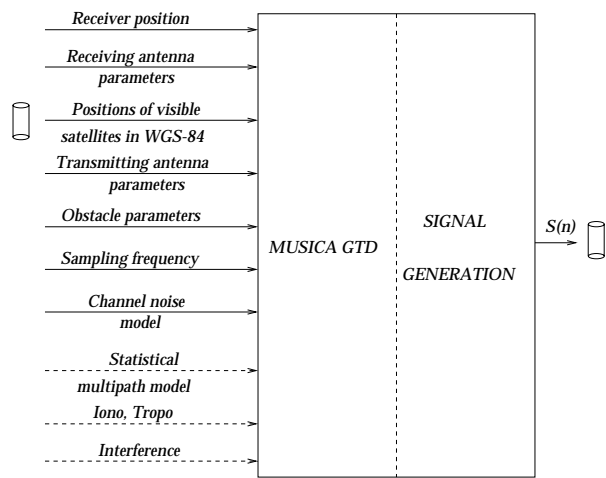 Receiver position
Receiving antenna
parameters
Positions of visible
satellites in WGS-84
Transmitting antenna
parameters
Obstacle parameters
Sampling frequency
Channel noise
model
Statistical
multipath model
Iono, Tropo
Interference
MUSICA GTD
SIGNAL
GENERATION
S(n)